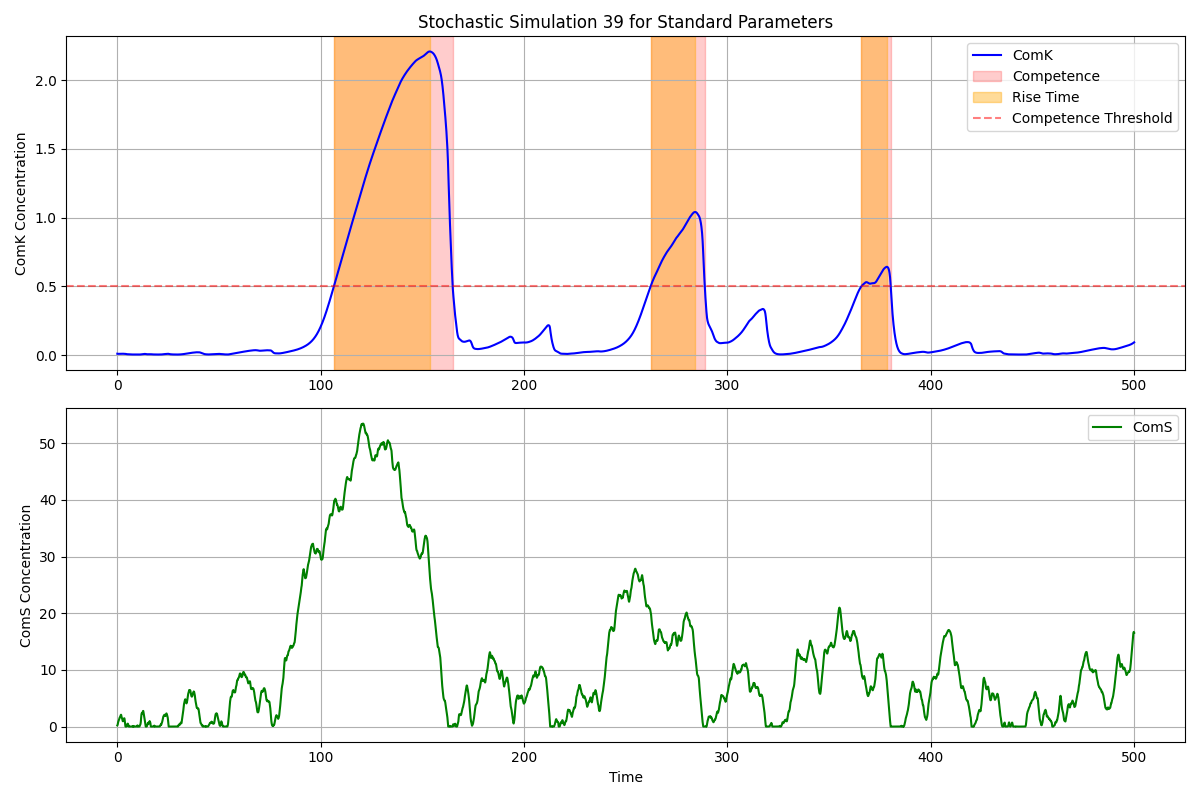 Stochastic Simulation 39 for Standard Parameters
ComK Concentration
2.0
1.5
1.0
0.5
0.0
0 100 200 300 400 500
ComK
Competence
Rise Time
Competence Threshold
ComS Concentration
50
40
30
20
10
0
0 100 200 300 400 500
ComS
Time